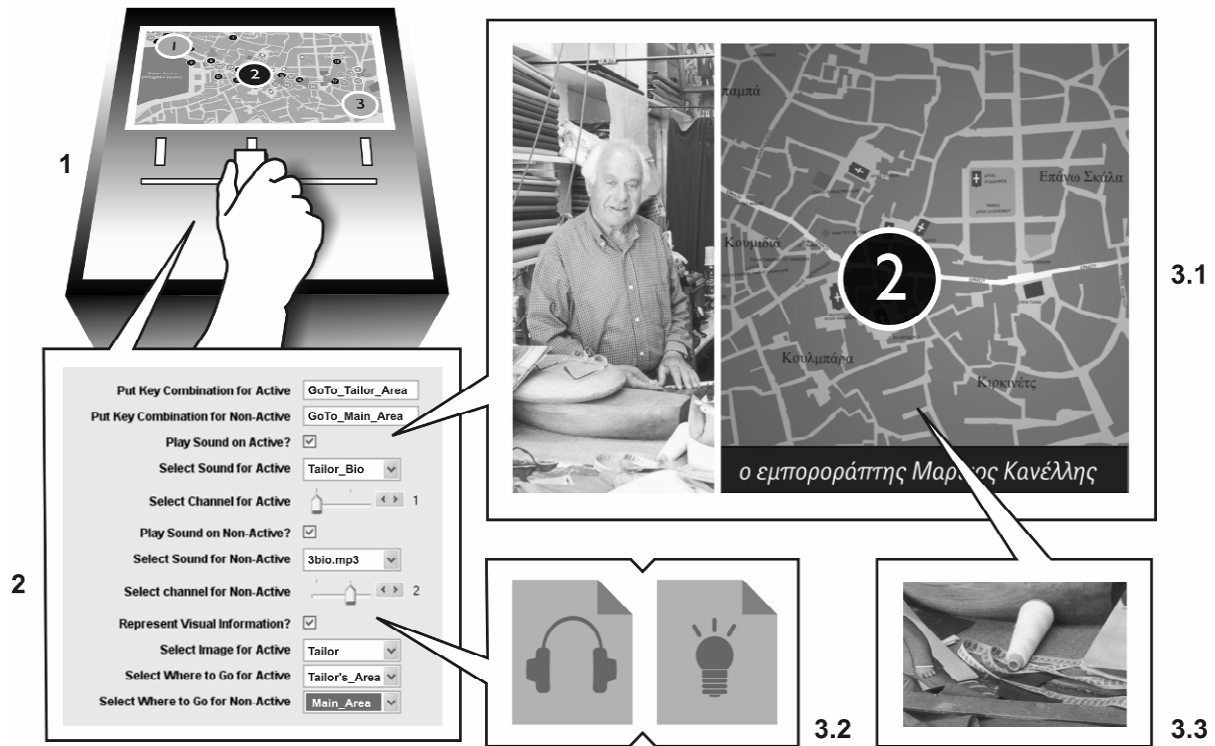 1
2
3
1
Put Key Combination for Active GoTo_Tailor_Area
Put Key Combination for Non-Active GoTo_Main_Area
Play Sound on Active?
Select Sound for Active Tailor_Bio
Select Channel for Active 1
Play Sound on Non-Active?
Select Sound for Non-Active 3bio.mp3
Select channel for Non-Active 2
Represent Visual Information?
Select Image for Active Tailor
Select Where to Go for Active Tailor's_Area
Select Where to Go for Non-Active Main_Area
2
παμπά
Επάνω Σκάλα
Κουμιδιά
2
Κουλμπάρα
Κιρκινέτς
ο εμποροράπτης
Κανέλλης
3.1
3.2
3.3